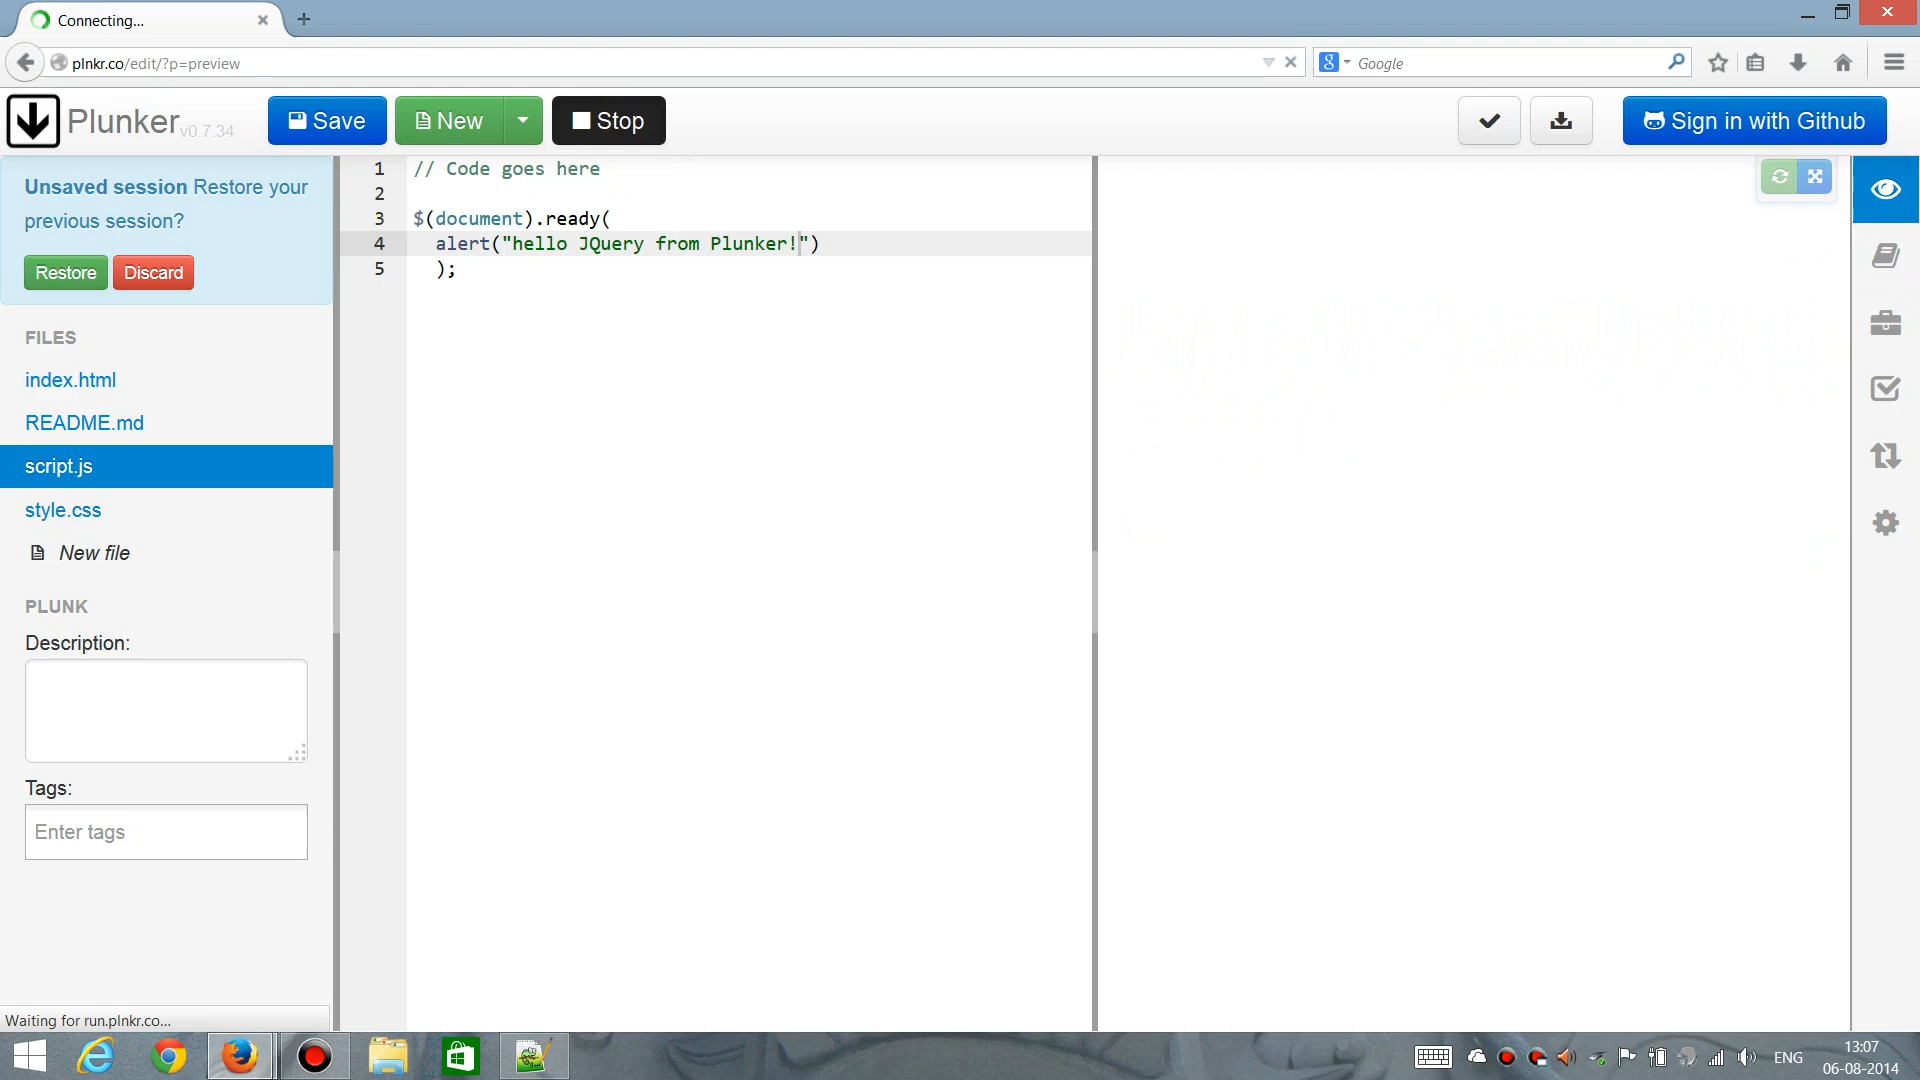 Connecting...
plnkr.co/edit/?p=preview
Google
Plunker v0.7.34
Save
New
Stop
Sign in with Github
Unsaved session Restore your
previous session?
Restore
Discard
FILES
index.html
README.md
script.js
style.css
New file
PLUNK
Description:
Tags:
Enter tags
1 // Code goes here
2
3 $(document).ready(
4 alert("hello JQuery from Plunker!")
5 );
Waiting for run.plnkr.co...
ENG
13:07
06-08-2014